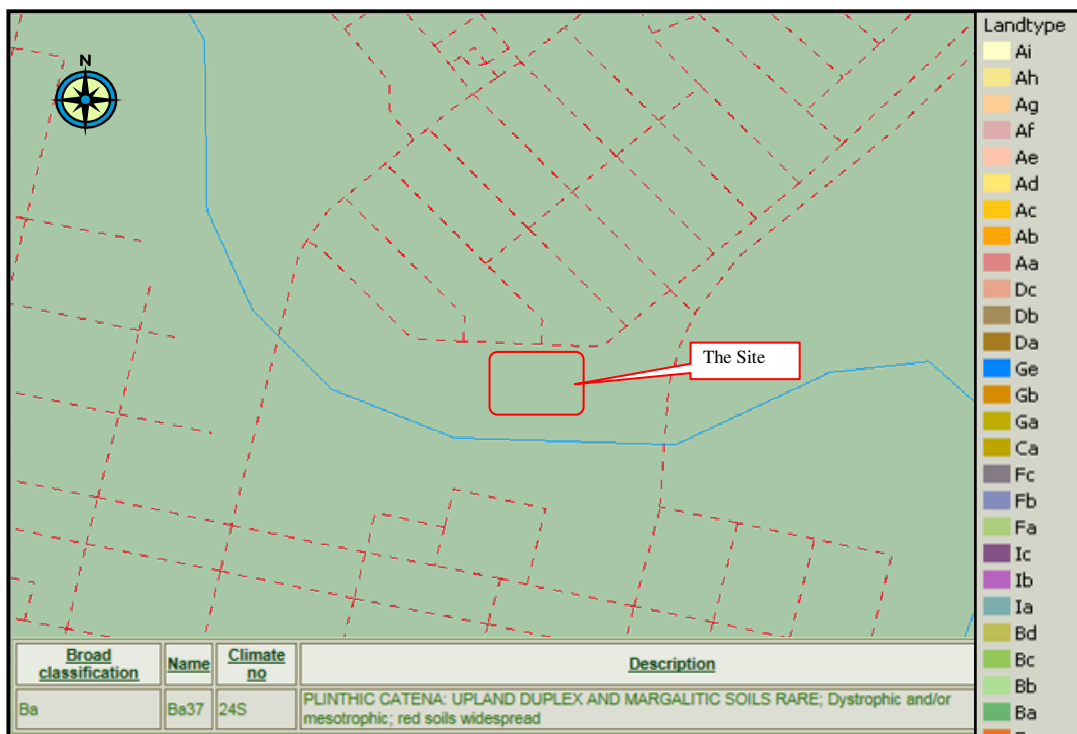 N
The Site
Landtype
Ai
Ah
Ag
Af
Ae
Ad
Ac
Ab
Aa
Dc
Db
Da
Ge
Gb
Ga
Ca
Fc
Fb
Fa
Ic
Ib
Ia
Bd
Bc
Bb
Ba
Broad classification Name Climate no Description
Ba Ba37 24S PLINTHIC CATENA: UPLAND DUPLEX AND MARGALITIC SOILS RARE; Dystrophic and/or
mesotrophic; red soils widespread